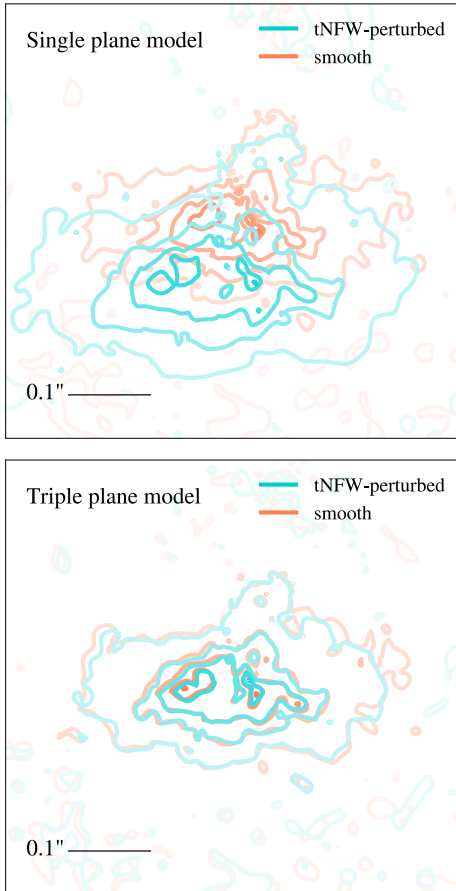 Single plane model
tNFW-perturbed
smooth
0.1"
Triple plane model
tNFW-perturbed
smooth
0.1"